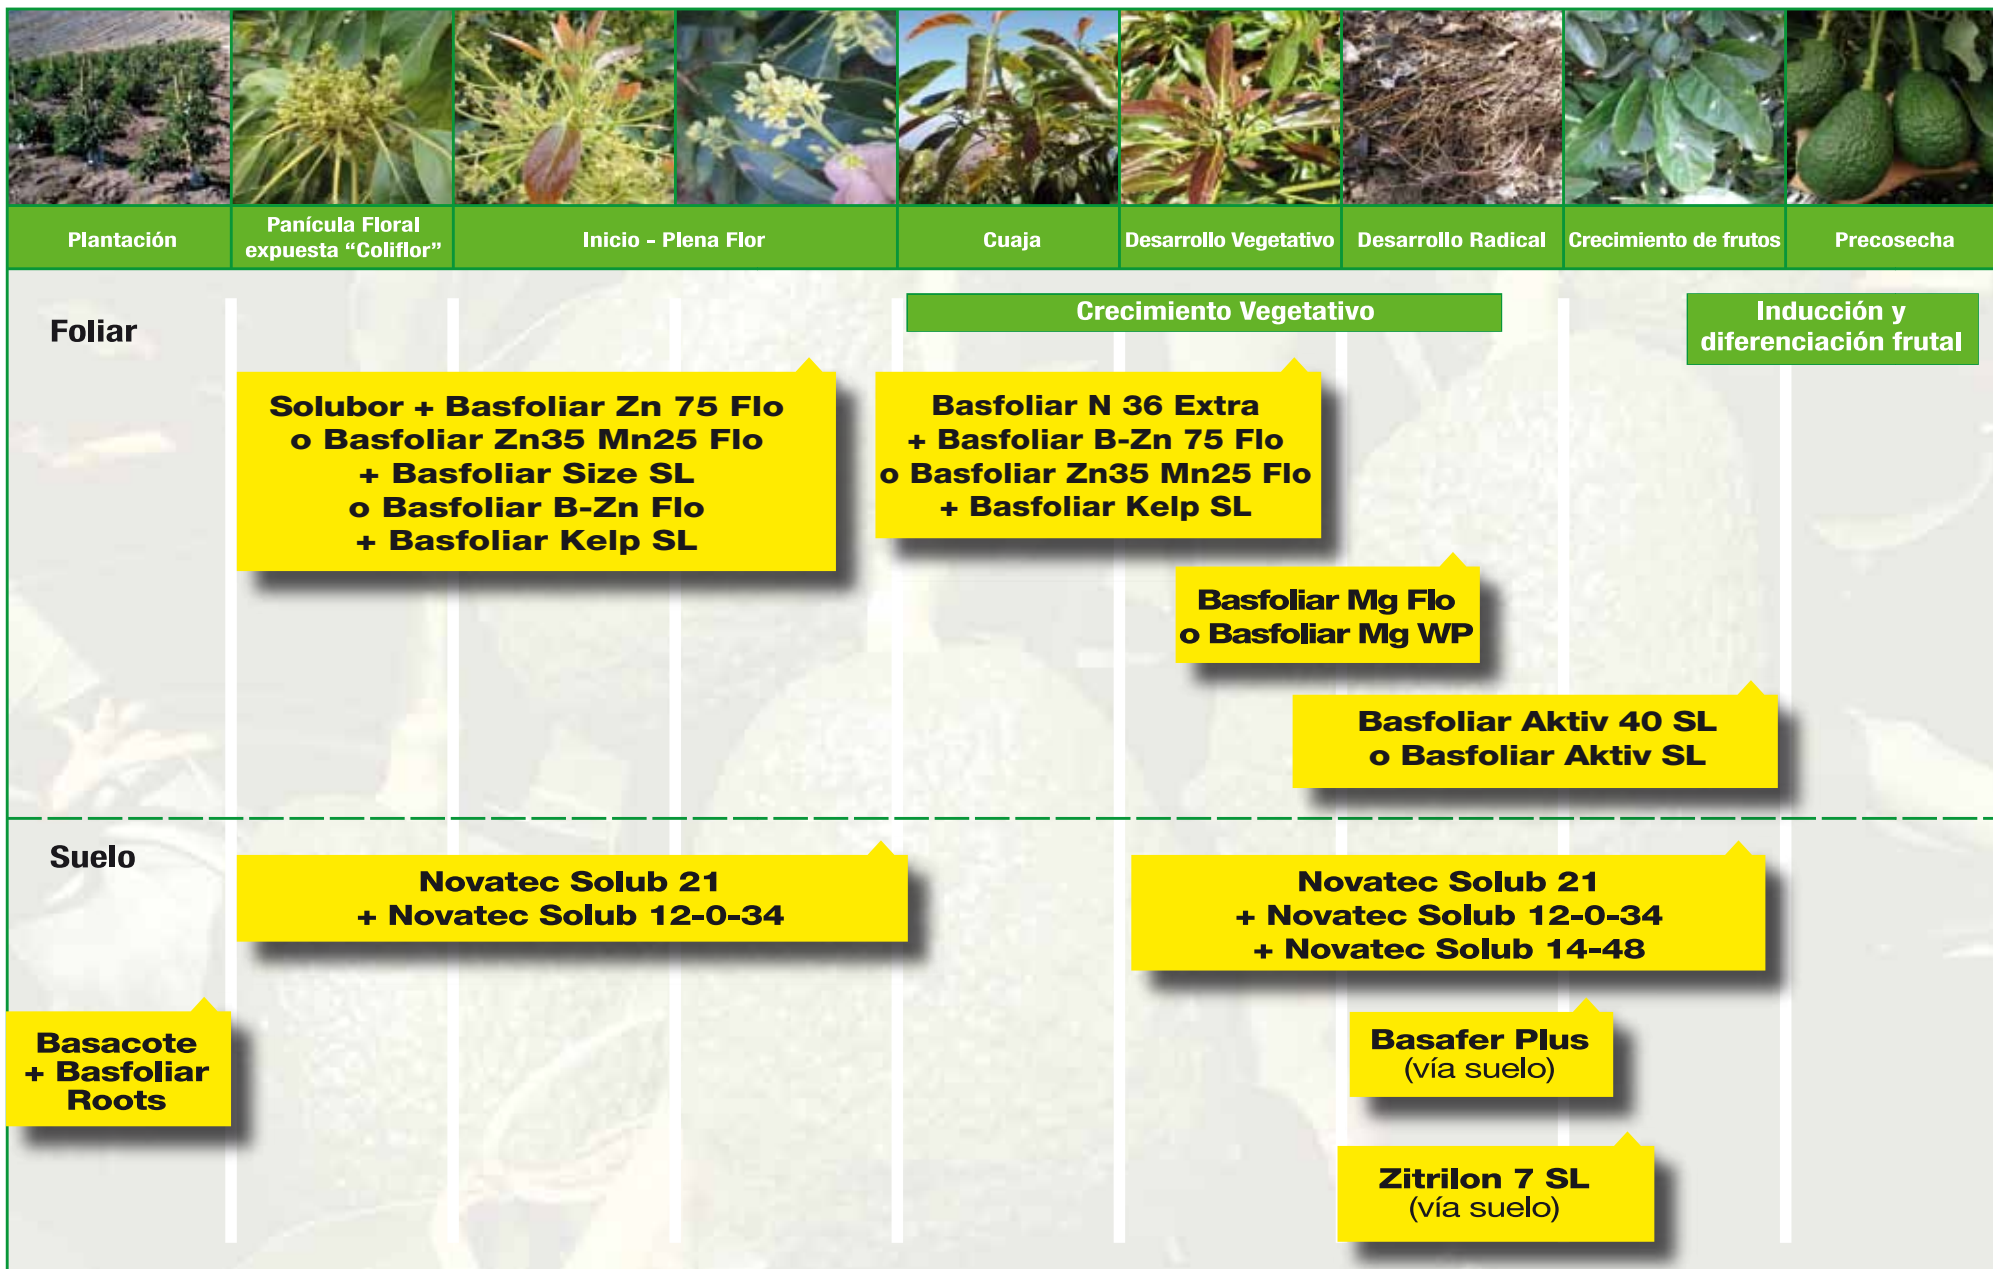 Plantación
Panícula Floral
expuesta “Coliflor”
Inicio - Plena Flor
Cuaja
Desarrollo Vegetativo
Desarrollo Radical
Crecimiento de frutos
Precosecha
Foliar
Crecimiento Vegetativo
Inducción y
diferenciación frutal
Solubor + Basfoliar Zn 75 Flo
o Basfoliar Zn35 Mn25 Flo
+ Basfoliar Size SL
o Basfoliar B-Zn Flo
+ Basfoliar Kelp SL
Basfoliar N 36 Extra
+ Basfoliar B-Zn 75 Flo
o Basfoliar Zn35 Mn25 Flo
+ Basfoliar Kelp SL
Basfoliar Mg Flo
o Basfoliar Mg WP
Basfoliar Aktiv 40 SL
o Basfoliar Aktiv SL
Suelo
Novatec Solub 21
+ Novatec Solub 12-0-34
Novatec Solub 21
+ Novatec Solub 12-0-34
+ Novatec Solub 14-48
Basacote
+ Basfoliar
Roots
Basafer Plus
(vía suelo)
Zitrilon 7 SL
(vía suelo)